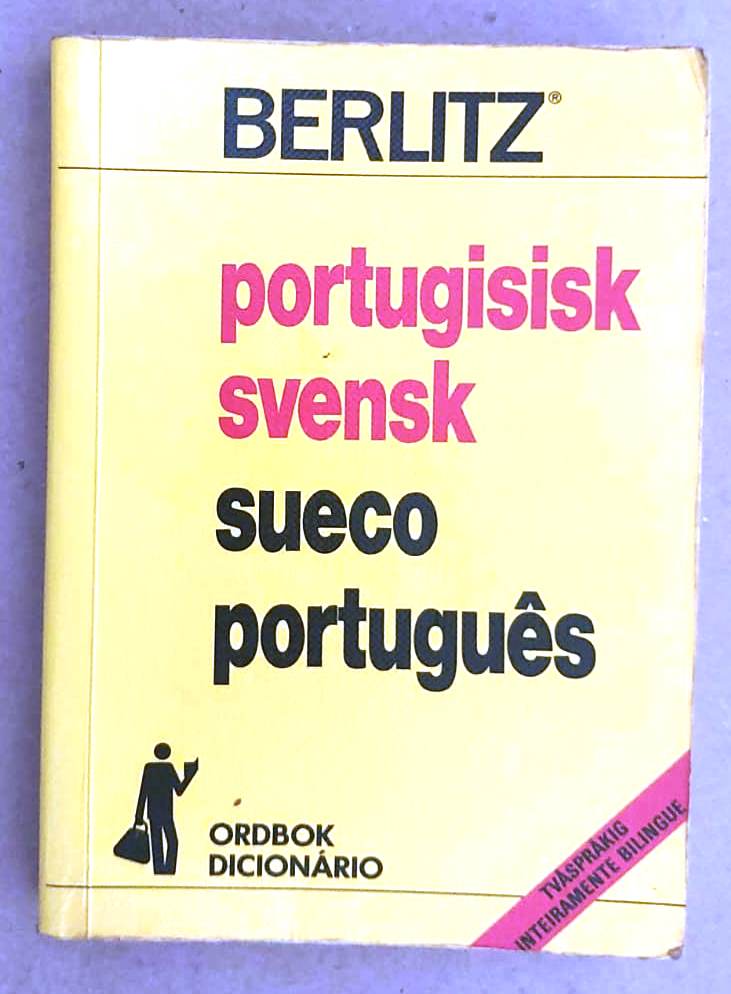 BERLITZ®
portugisisk
svensk
sueco
português
ORDBOK
DICIONÁRIO
TVÅSPRÅKIG
INTEIRAMENTE BILINGUE